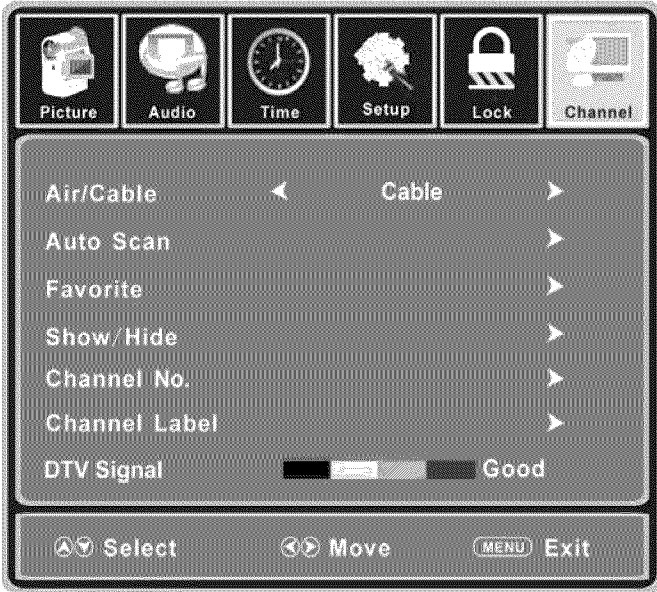 Picture Audio Time Setup Lock Channel
Air/Cable Cable
Auto Scan
Favorite
Show/Hide
Channel No.
Channel Label
DTV Signal Good
Select Move MENU Exit